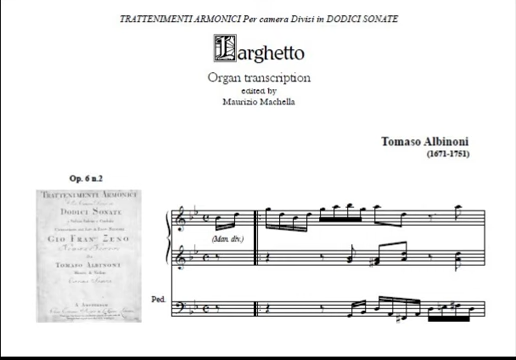 TRATTENIMENTI ARMONICI Per camera Divisi in DODICI SONATE
Larghetto
Organ transcription
edited by
Maurizio Machella
Tomaso Albinoni
(1671-1751)
Op. 6 n.2
TRATTENIMENTI ARMONICI
DODICI SONATE
GIO FRAN.º ZENO
TOMASO ALBINONI
(Man. div.)
Ped.